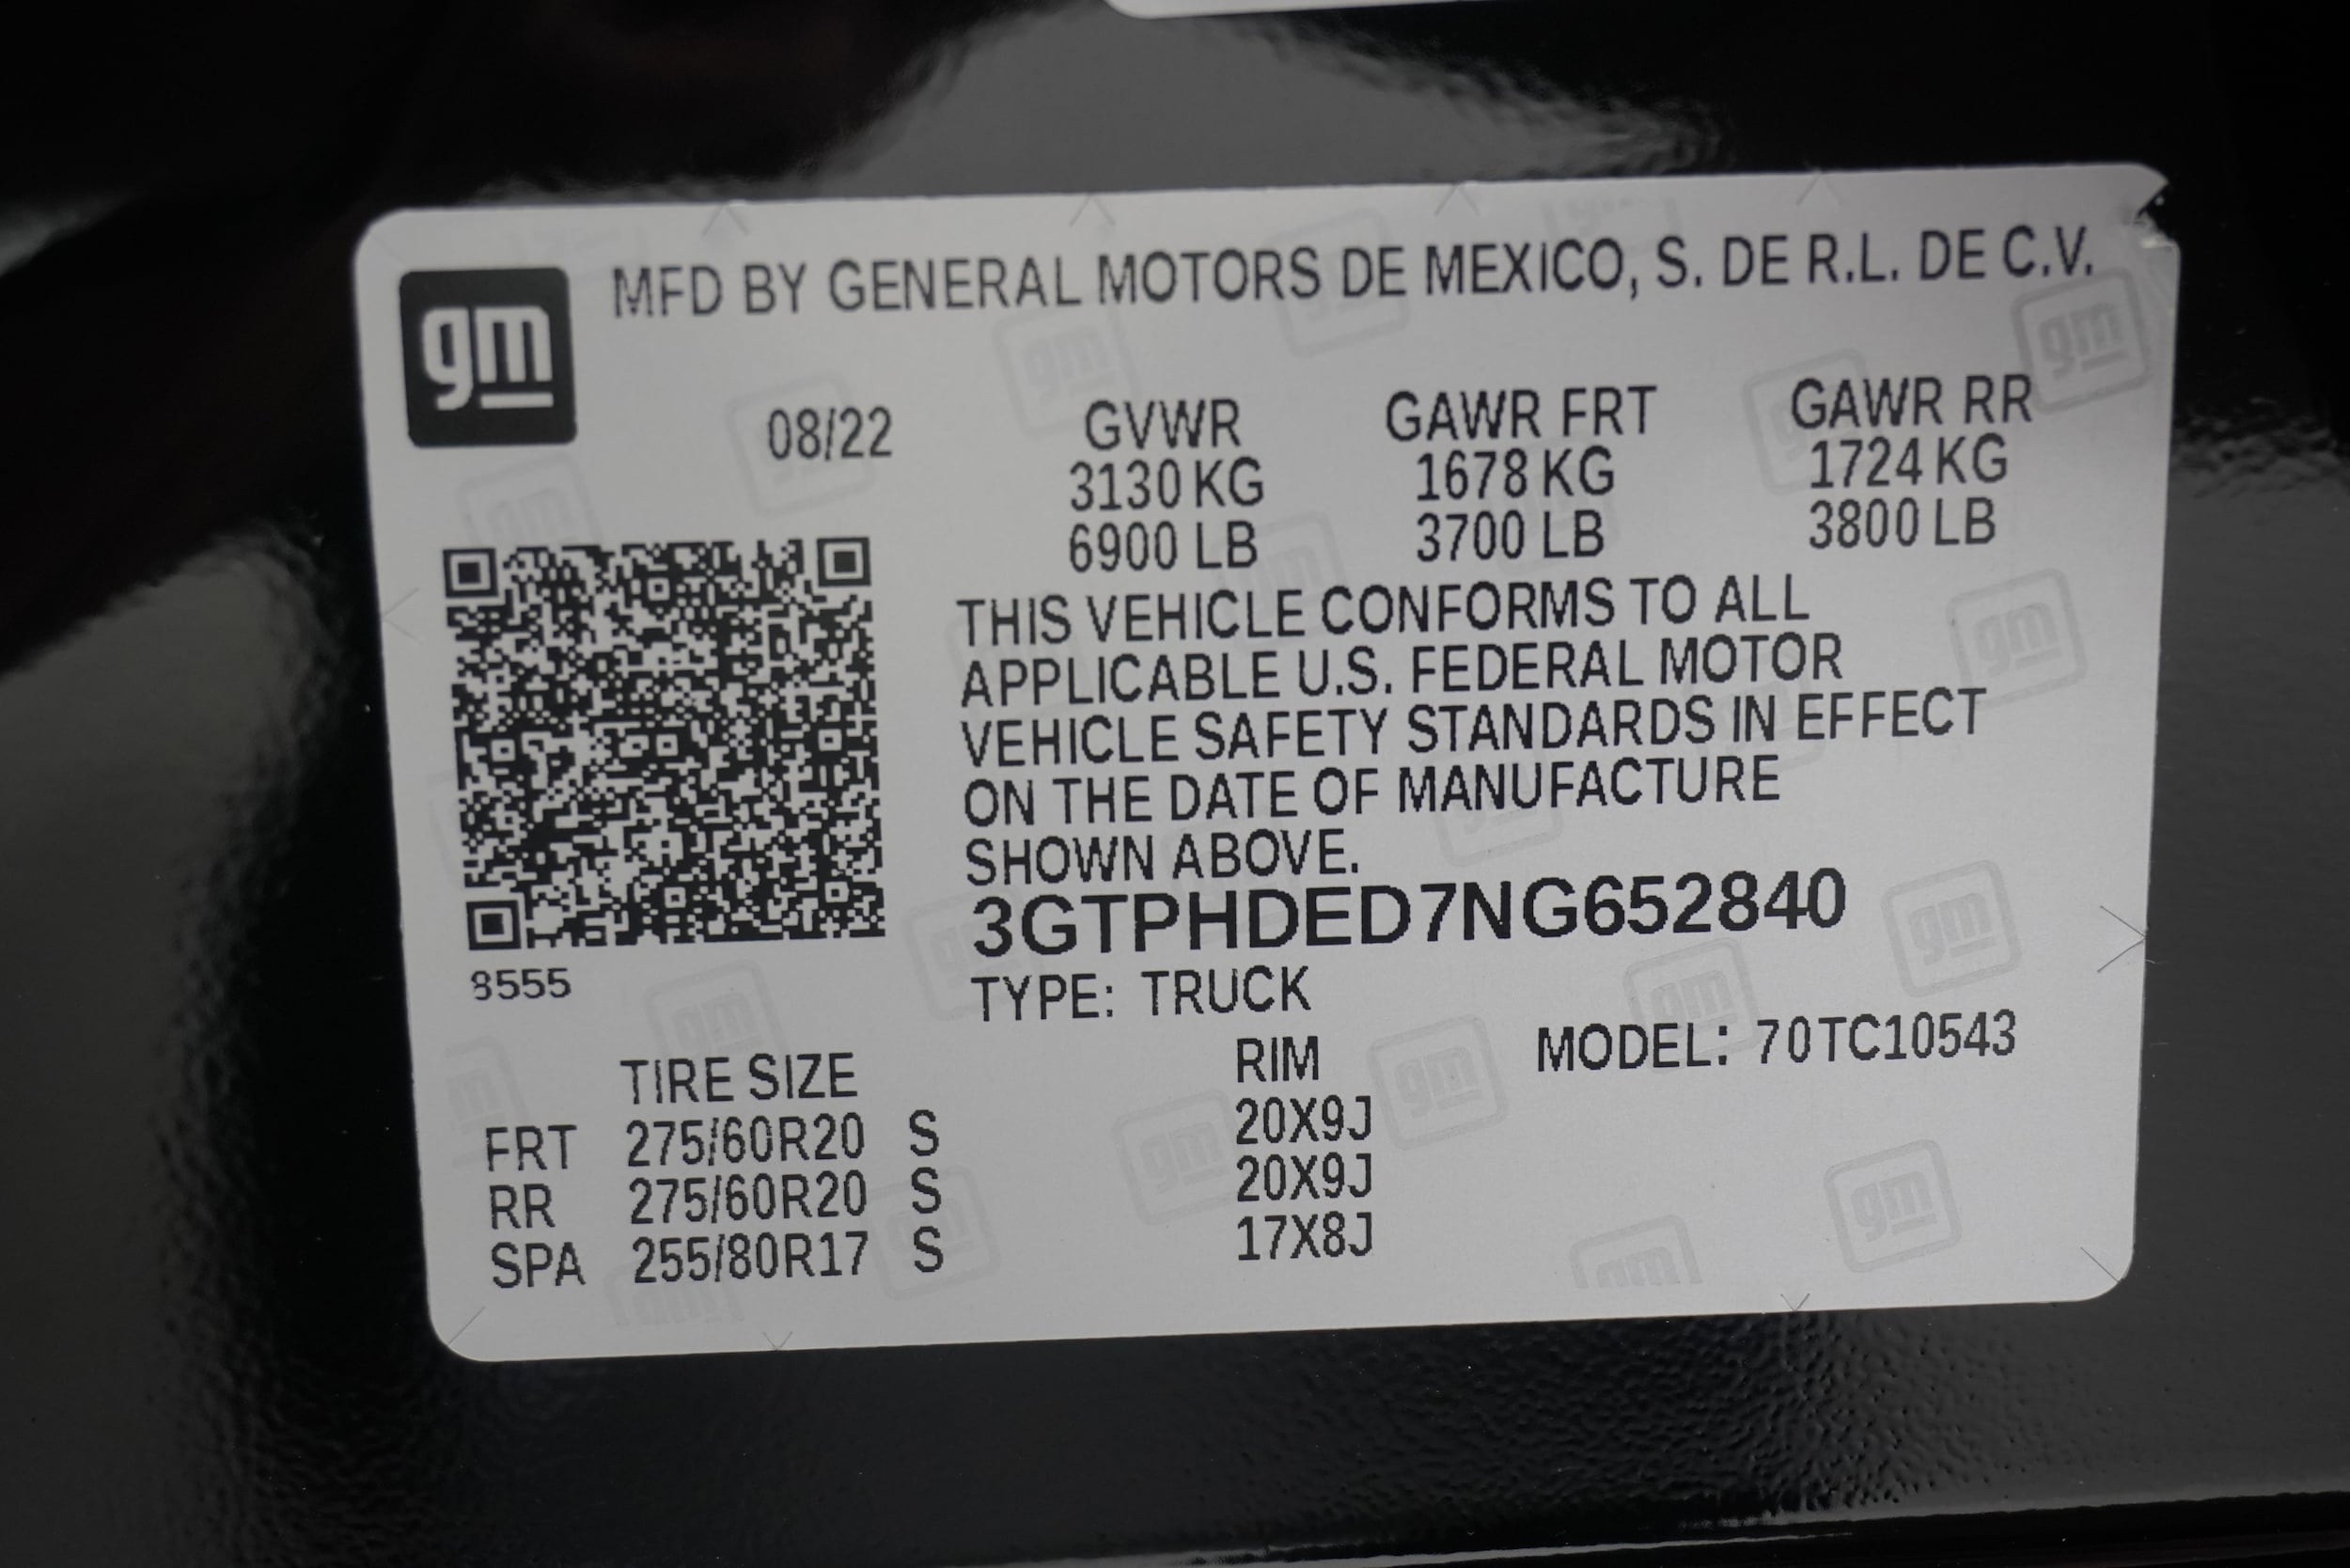 gm
MFD BY GENERAL MOTORS DE MEXICO, S. DE R.L. DE C.V.
08/22 GVWR GAWR FRT GAWR RR
3130 KG 1678 KG 1724 KG
6900 LB 3700 LB 3800 LB
THIS VEHICLE CONFORMS TO ALL
APPLICABLE U.S. FEDERAL MOTOR
VEHICLE SAFETY STANDARDS IN EFFECT
ON THE DATE OF MANUFACTURE
SHOWN ABOVE.
3GTPHDED7NG652840
8555
TYPE: TRUCK
MODEL: 70TC10543
TIRE SIZE RIM
FRT 275/60R20 S 20X9J
RR 275/60R20 S 20X9J
SPA 255/80R17 S 17X8J